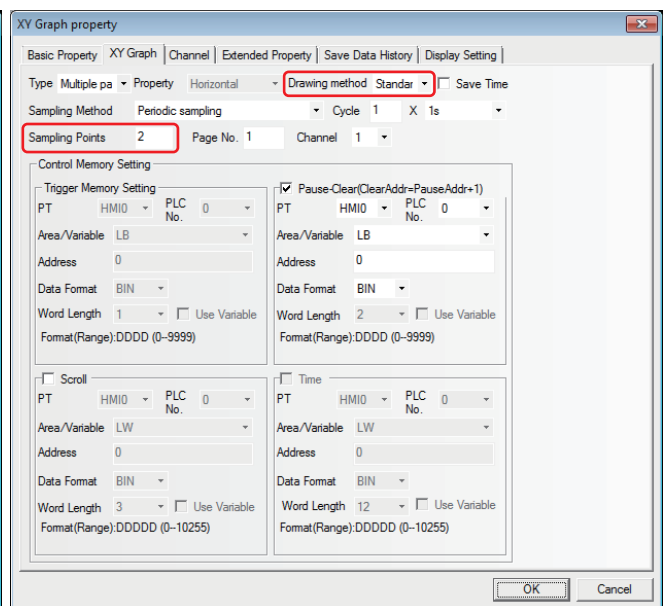 XY Graph property
Basic Property XY Graph Channel Extended Property Save Data History Display Setting
Type Multiple pa Property Horizontal Drawing method Standar Save Time
Sampling Method Periodic sampling Cycle 1 X 1s
Sampling Points 2 Page No. 1 Channel 1
Control Memory Setting
Trigger Memory Setting
PT HMI0 PLC No. 0
Area/Variable LB
Address 0
Data Format BIN
Word Length 1 Use Variable
Format(Range):DDDD (0--9999)
Pause-Clear(ClearAddr=PauseAddr+1)
PT HMI0 PLC No. 0
Area/Variable LB
Address 0
Data Format BIN
Word Length 2 Use Variable
Format(Range):DDDD (0--9999)
Scroll
PT HMI0 PLC No. 0
Area/Variable LW
Address 0
Data Format BIN
Word Length 3 Use Variable
Format(Range):DDDDD (0--10255)
Time
PT HMI0 PLC No. 0
Area/Variable LW
Address 0
Data Format BIN
Word Length 12 Use Variable
Format(Range):DDDDD (0--10255)
OK Cancel